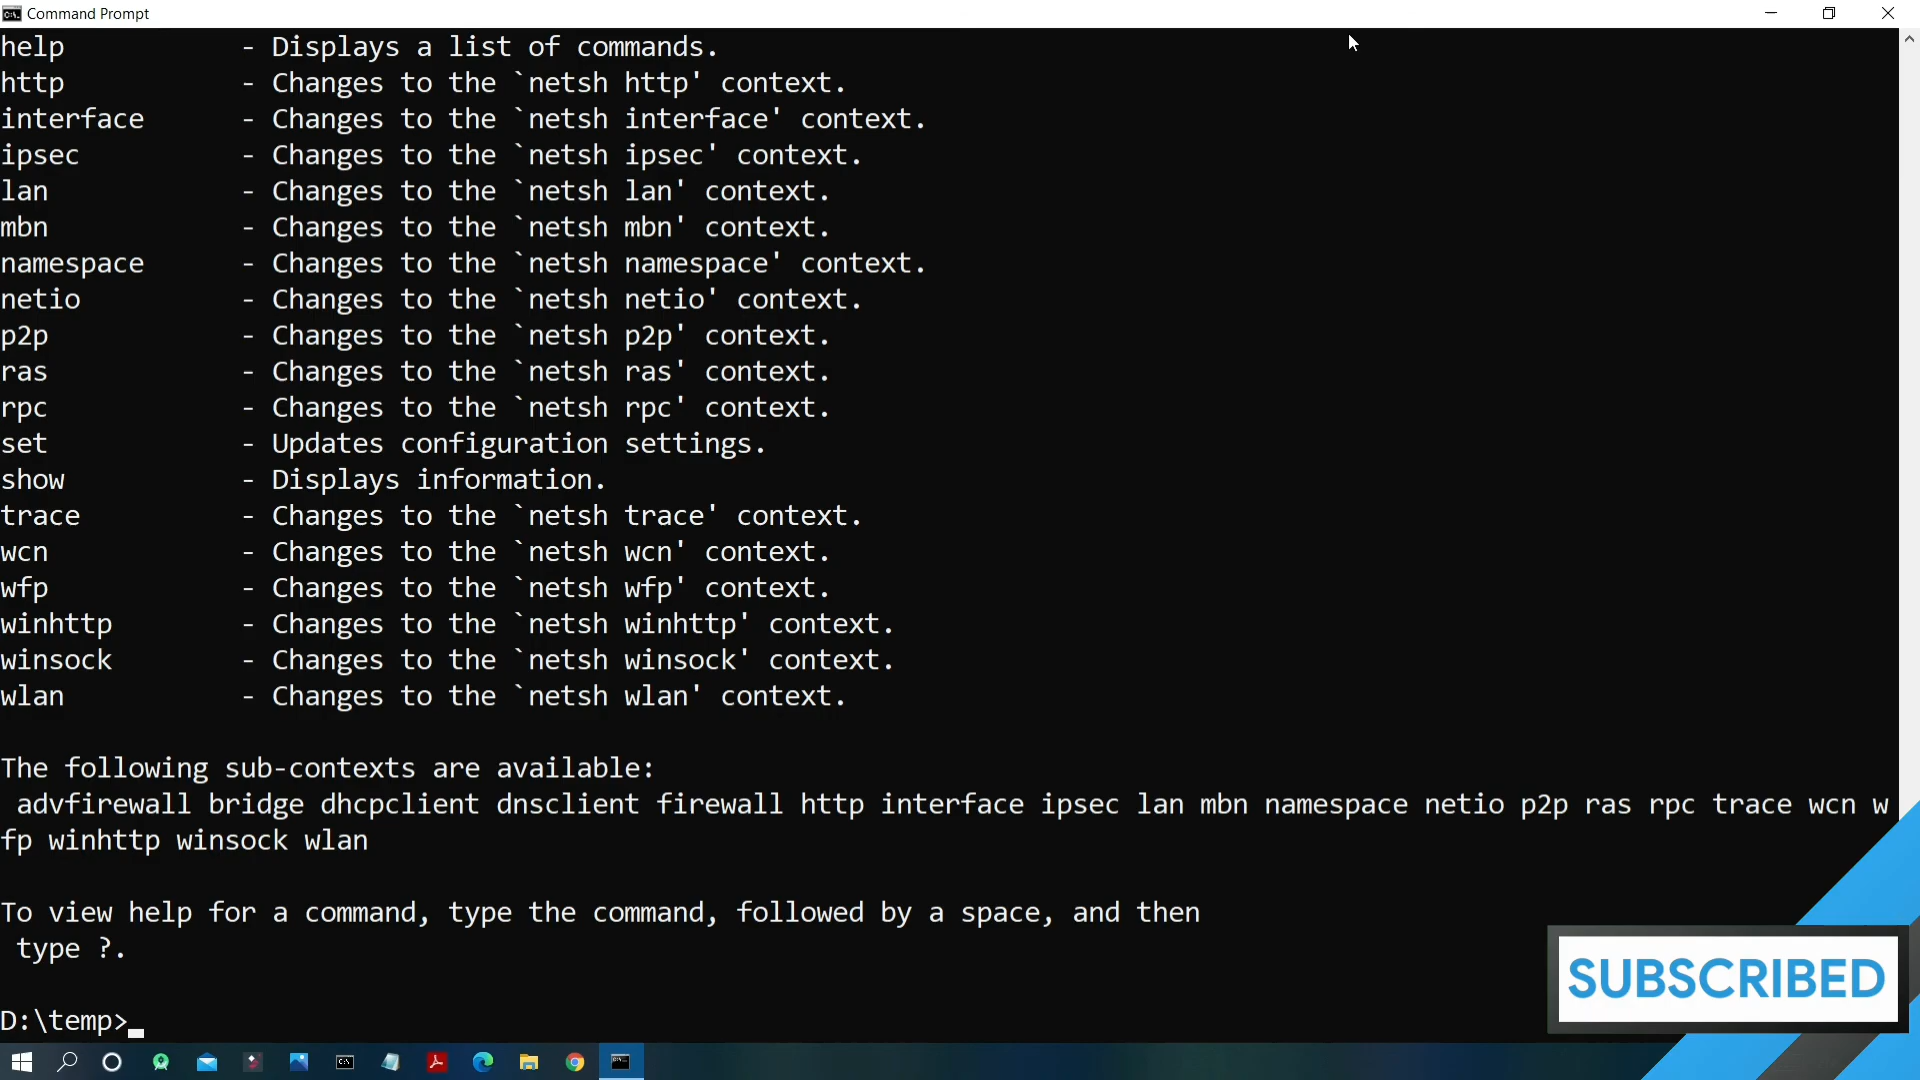 Command Prompt
help - Displays a list of commands.
http - Changes to the `netsh http' context.
interface - Changes to the `netsh interface' context.
ipsec - Changes to the `netsh ipsec' context.
lan - Changes to the `netsh lan' context.
mbn - Changes to the `netsh mbn' context.
namespace - Changes to the `netsh namespace' context.
netio - Changes to the `netsh netio' context.
p2p - Changes to the `netsh p2p' context.
ras - Changes to the `netsh ras' context.
rpc - Changes to the `netsh rpc' context.
set - Updates configuration settings.
show - Displays information.
trace - Changes to the `netsh trace' context.
wcn - Changes to the `netsh wcn' context.
wfp - Changes to the `netsh wfp' context.
winhttp - Changes to the `netsh winhttp' context.
winsock - Changes to the `netsh winsock' context.
wlan - Changes to the `netsh wlan' context.
The following sub-contexts are available:
advfirewall bridge dhcpclient dnsclient firewall http interface ipsec lan mbn namespace netio p2p ras rpc trace wcn w
fp winhttp winsock wlan
To view help for a command, type the command, followed by a space, and then
type ?.
SUBSCRIBED
D:\temp>